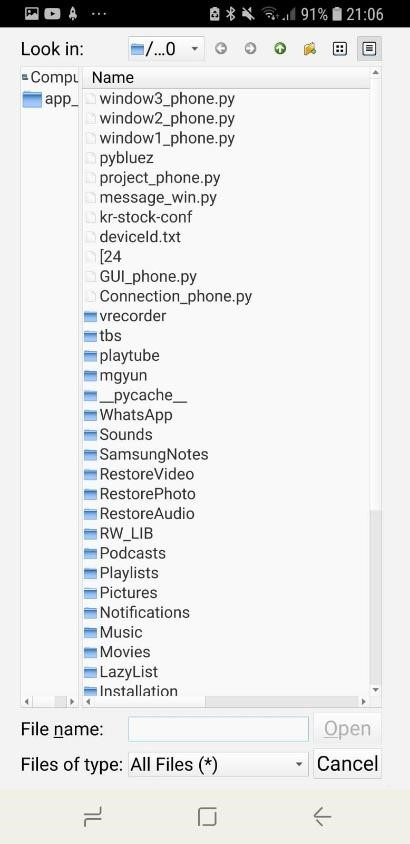 91% 21:06
Look in: /...0
Compu
app_
Name
window3_phone.py
window2_phone.py
window1_phone.py
pybluez
project_phone.py
message_win.py
kr-stock-conf
deviceId.txt
[24
GUI_phone.py
Connection_phone.py
vrecorder
tbs
playtube
mgyun
__pycache__
WhatsApp
Sounds
SamsungNotes
RestoreVideo
RestorePhoto
RestoreAudio
RW_LIB
Podcasts
Playlists
Pictures
Notifications
Music
Movies
LazyList
Installation
File name: Open
Files of type: All Files (*) Cancel